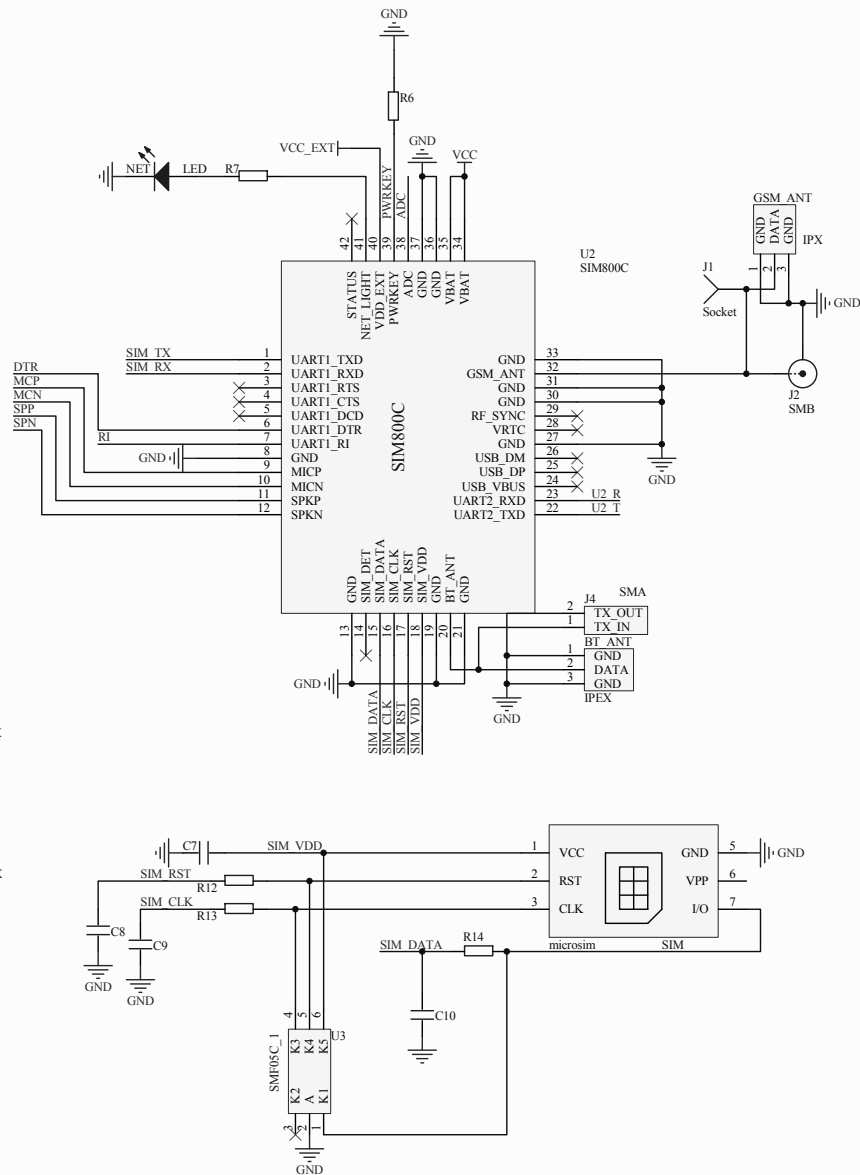 GND
R6
VCC_EXT
GND
VCC
NET
LED
R7
PWRKEY
ADC
42
41
40
39
38
37
36
35
34
STATUS
NET_LIGHT
VDD_EXT
PWRKEY
ADC
GND
GND
VBAT
VBAT
U2
SIM800C
GSM_ANT
GND
DATA
GND
IPX
1
2
3
J1
Socket
GND
J2
SMB
SIM_TX
SIM_RX
DTR
MCP
MCN
SPP
SPN
RI
GND
1 UART1_TXD
2 UART1_RXD
3 UART1_RTS
4 UART1_CTS
5 UART1_DCD
6 UART1_DTR
7 UART1_RI
8 GND
9 MICP
10 MICN
11 SPKP
12 SPKN
SIM800C
GND 33
GSM_ANT 32
GND 31
GND 30
RF_SYNC 29
VRTC 28
GND 27
USB_DM 26
USB_DP 25
USB_VBUS 24
UART2_RXD 23 U2_R
UART2_TXD 22 U2_T
GND
GND
SIM_DET
SIM_DATA
SIM_CLK
SIM_RST
SIM_VDD
GND
BT_ANT
GND
13
14
15
16
17
18
19
20
21
GND
SIM_DATA
SIM_CLK
SIM_RST
SIM_VDD
J4 SMA
2 TX_OUT
1 TX_IN
BT_ANT
1 GND
2 DATA
3 GND
IPEX
GND
C7
SIM_VDD
1 VCC
GND 5
GND
SIM_RST
R12
2 RST
VPP 6
SIM_CLK
R13
3 CLK
I/O 7
microsim SIM
C8
GND
C9
GND
SIM_DATA
R14
C10
GND
4
5
6
U3
SMF05C_1
K3
K4
K5
K2
A
K1
3
2
1
GND